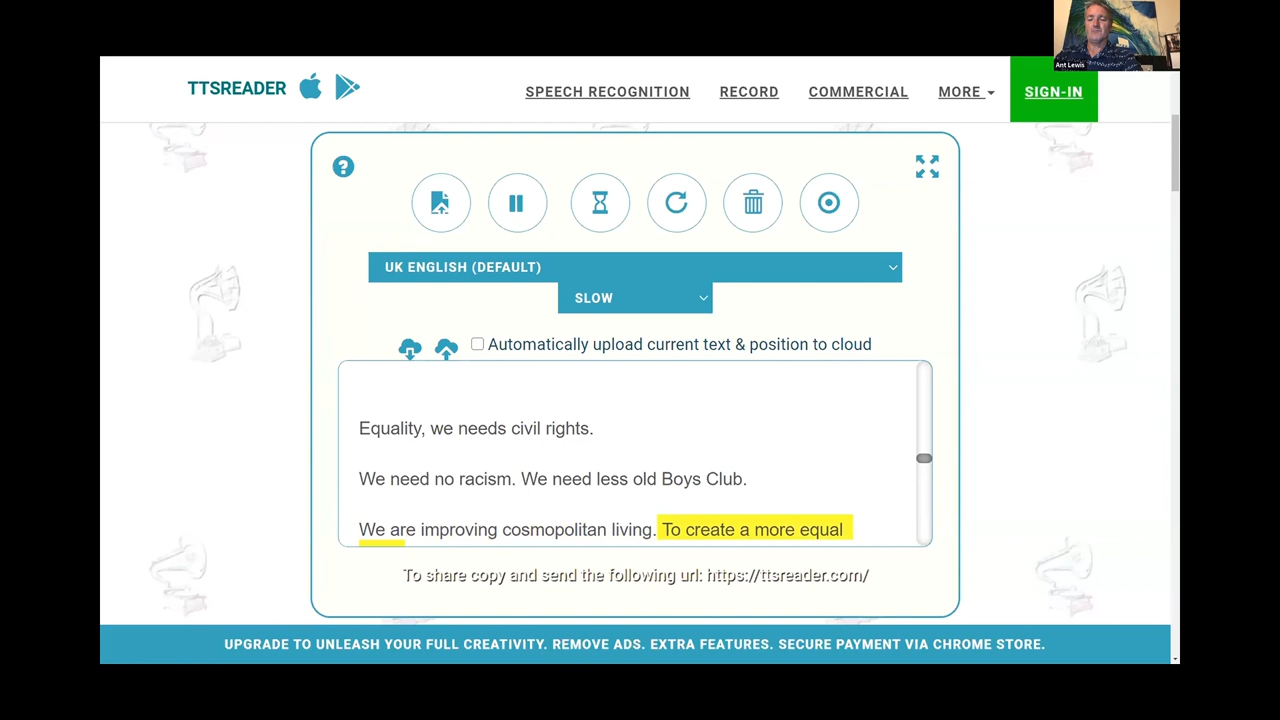 Ant Lewis
TTSREADER
SPEECH RECOGNITION RECORD COMMERCIAL MORE SIGN-IN
?
UK ENGLISH (DEFAULT)
SLOW
Automatically upload current text & position to cloud
Equality, we needs civil rights.
We need no racism. We need less old Boys Club.
We are improving cosmopolitan living. To create a more equal
To share copy and send the following url: https://ttsreader.com/
UPGRADE TO UNLEASH YOUR FULL CREATIVITY. REMOVE ADS. EXTRA FEATURES. SECURE PAYMENT VIA CHROME STORE.